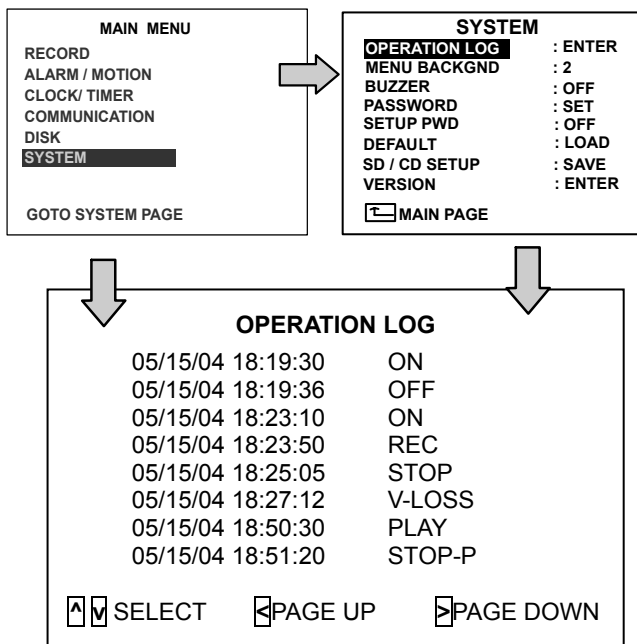 MAIN MENU
RECORD
ALARM / MOTION
CLOCK/ TIMER
COMMUNICATION
DISK
SYSTEM
GOTO SYSTEM PAGE
SYSTEM
OPERATION LOG : ENTER
MENU BACKGND : 2
BUZZER : OFF
PASSWORD : SET
SETUP PWD : OFF
DEFAULT : LOAD
SD / CD SETUP : SAVE
VERSION : ENTER
MAIN PAGE
OPERATION LOG
05/15/04 18:19:30 ON
05/15/04 18:19:36 OFF
05/15/04 18:23:10 ON
05/15/04 18:23:50 REC
05/15/04 18:25:05 STOP
05/15/04 18:27:12 V-LOSS
05/15/04 18:50:30 PLAY
05/15/04 18:51:20 STOP-P
^ v SELECT <PAGE UP >PAGE DOWN